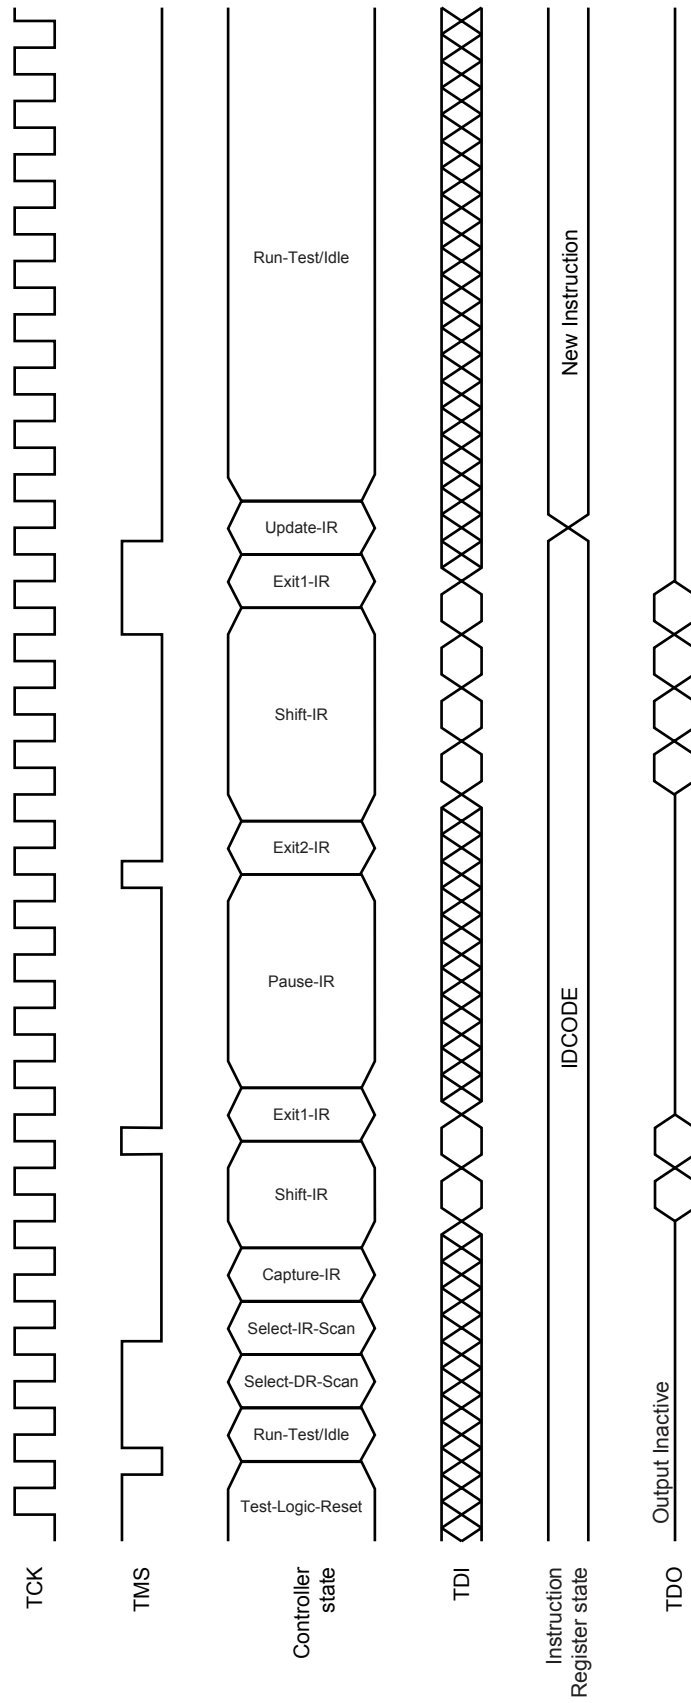 Run-Test/Idle
New Instruction
Update-IR
Exit1-IR
Shift-IR
Exit2-IR
Pause-IR
IDCODE
Exit1-IR
Shift-IR
Capture-IR
Select-IR-Scan
Select-DR-Scan
Run-Test/Idle
Test-Logic-Reset
Output Inactive
TCK
TMS
Controller
state
TDI
Instruction
Register state
TDO